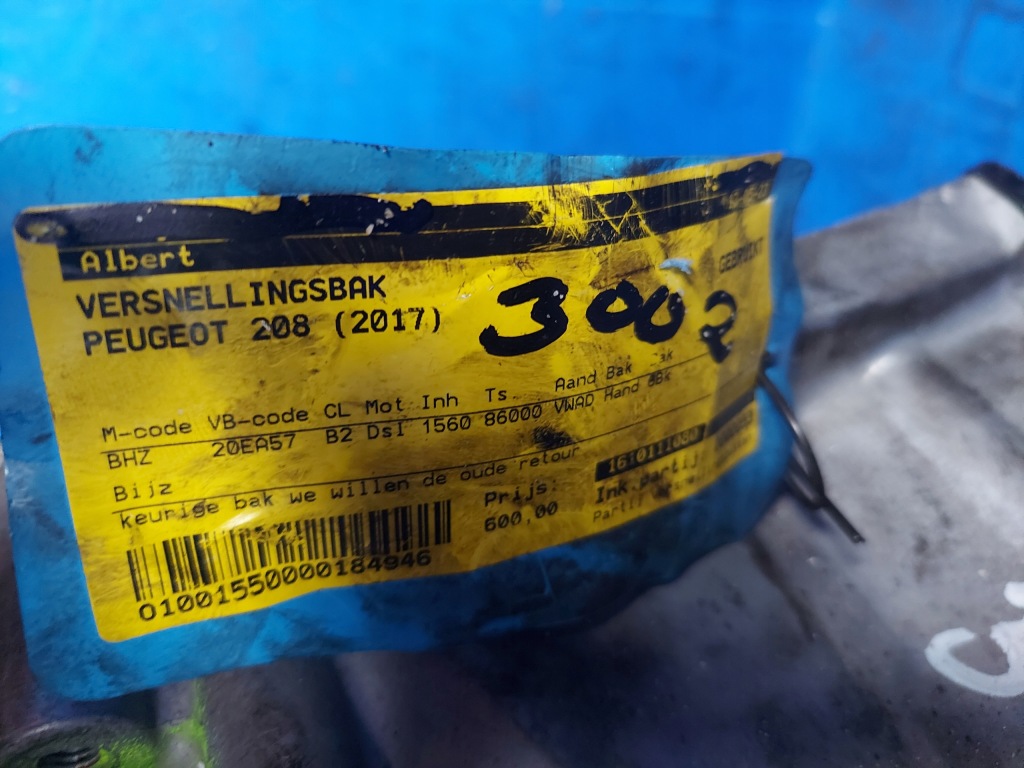 Albert
VERSNELLINGSBAK
PEUGEOT 208 (2017)
3002
M-code VB-code CL Mot Inh Ts Aand Bak
BHZ 20EA57 B2 Dsl 1560 86000 VWAD Hand 5Bk
Bijz
keurige bak we willen de oude retour
Prijs:
600,00
Ink.partij
0100155000184946